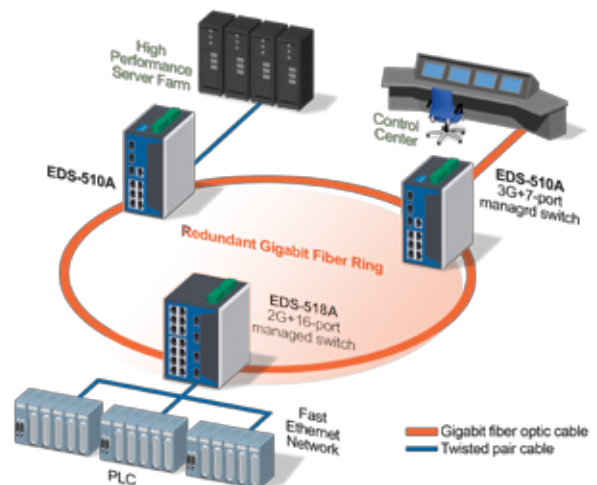 High
Performance
Server Farm
Control
Center
EDS-510A
EDS-510A
3G+7-port
managrd switch
Redundant Gigabit Fiber Ring
EDS-518A
2G+16-port
managed switch
Fast
Ethernet
Network
PLC
Gigabit fiber optic cable
Twisted pair cable